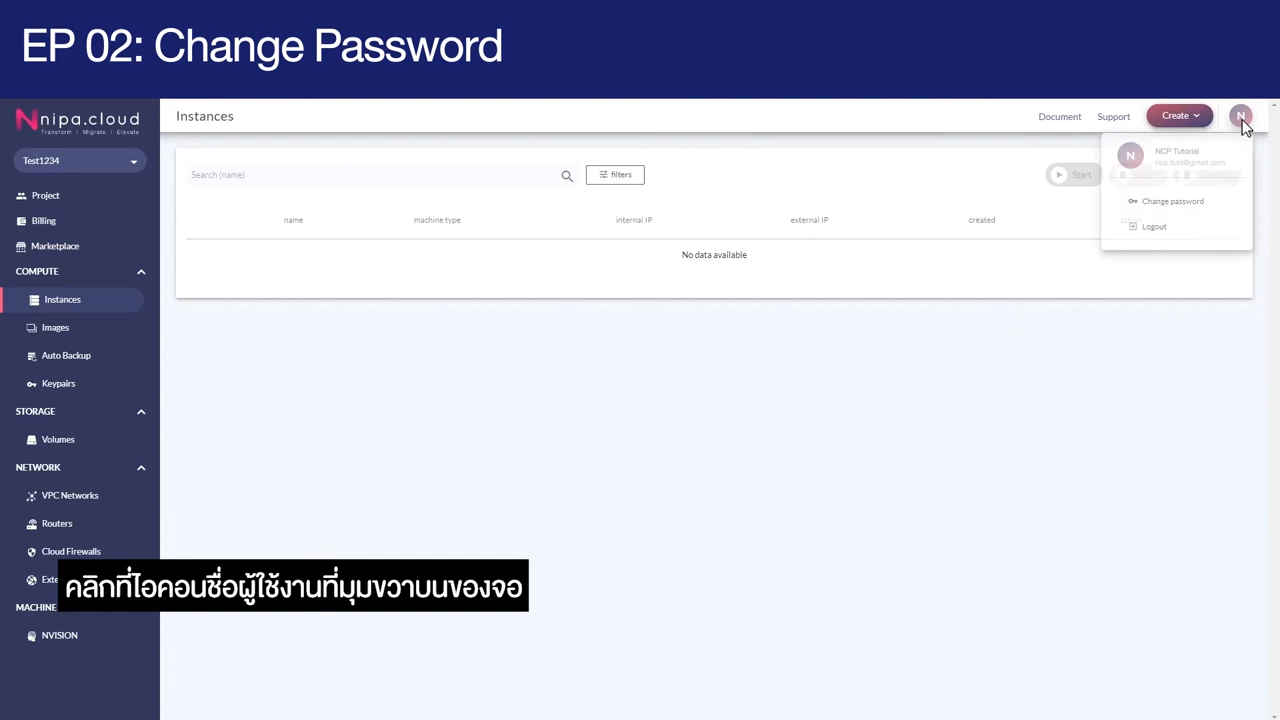 EP 02: Change Password
Nnipa.cloud
Transform | Migrate | Elevate
Instances
Document
Support
Create
N
Test1234
N
NCP Tutorial
ncp.tute@gmail.com
Search (name)
filters
Start
Project
Billing
Marketplace
Change password
Logout
name
machine type
internal IP
external IP
created
No data available
COMPUTE
Instances
Images
Auto Backup
Keypairs
STORAGE
Volumes
NETWORK
VPC Networks
Routers
Cloud Firewalls
คลิกที่ไอคอนชื่อผู้ใช้งานที่มุมขวาบนของจอ
MACHINE
NVISION